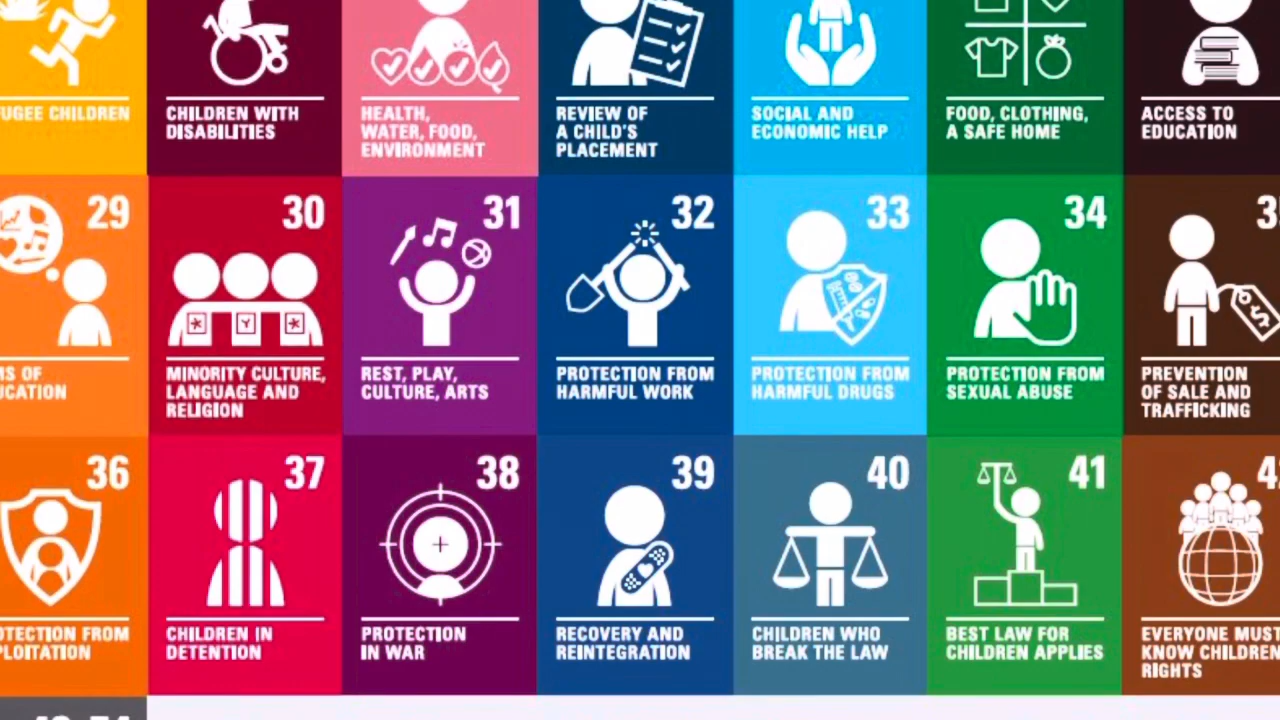 UGEE CHILDREN
CHILDREN WITH
DISABILITIES
HEALTH,
WATER, FOOD,
ENVIRONMENT
REVIEW OF
A CHILD'S
PLACEMENT
SOCIAL AND
ECONOMIC HELP
FOOD, CLOTHING,
A SAFE HOME
ACCESS TO
EDUCATION
29
MS OF
UCATION
30
MINORITY CULTURE,
LANGUAGE AND
RELIGION
31
REST, PLAY,
CULTURE, ARTS
32
PROTECTION FROM
HARMFUL WORK
33
PROTECTION FROM
HARMFUL DRUGS
34
PROTECTION FROM
SEXUAL ABUSE
35
$
PREVENTION
OF SALE AND
TRAFFICKING
36
OTECTION FROM
PLOITATION
37
CHILDREN IN
DETENTION
38
PROTECTION
IN WAR
39
RECOVERY AND
REINTEGRATION
40
CHILDREN WHO
BREAK THE LAW
41
BEST LAW FOR
CHILDREN APPLIES
42
EVERYONE MUST
KNOW CHILDREN
RIGHTS